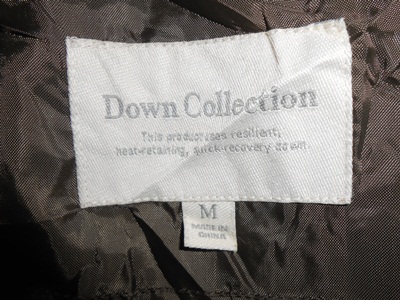 Down Collection
This product uses resilient,
heat-retaining, quick-recovery down.
M
MADE IN
CHINA